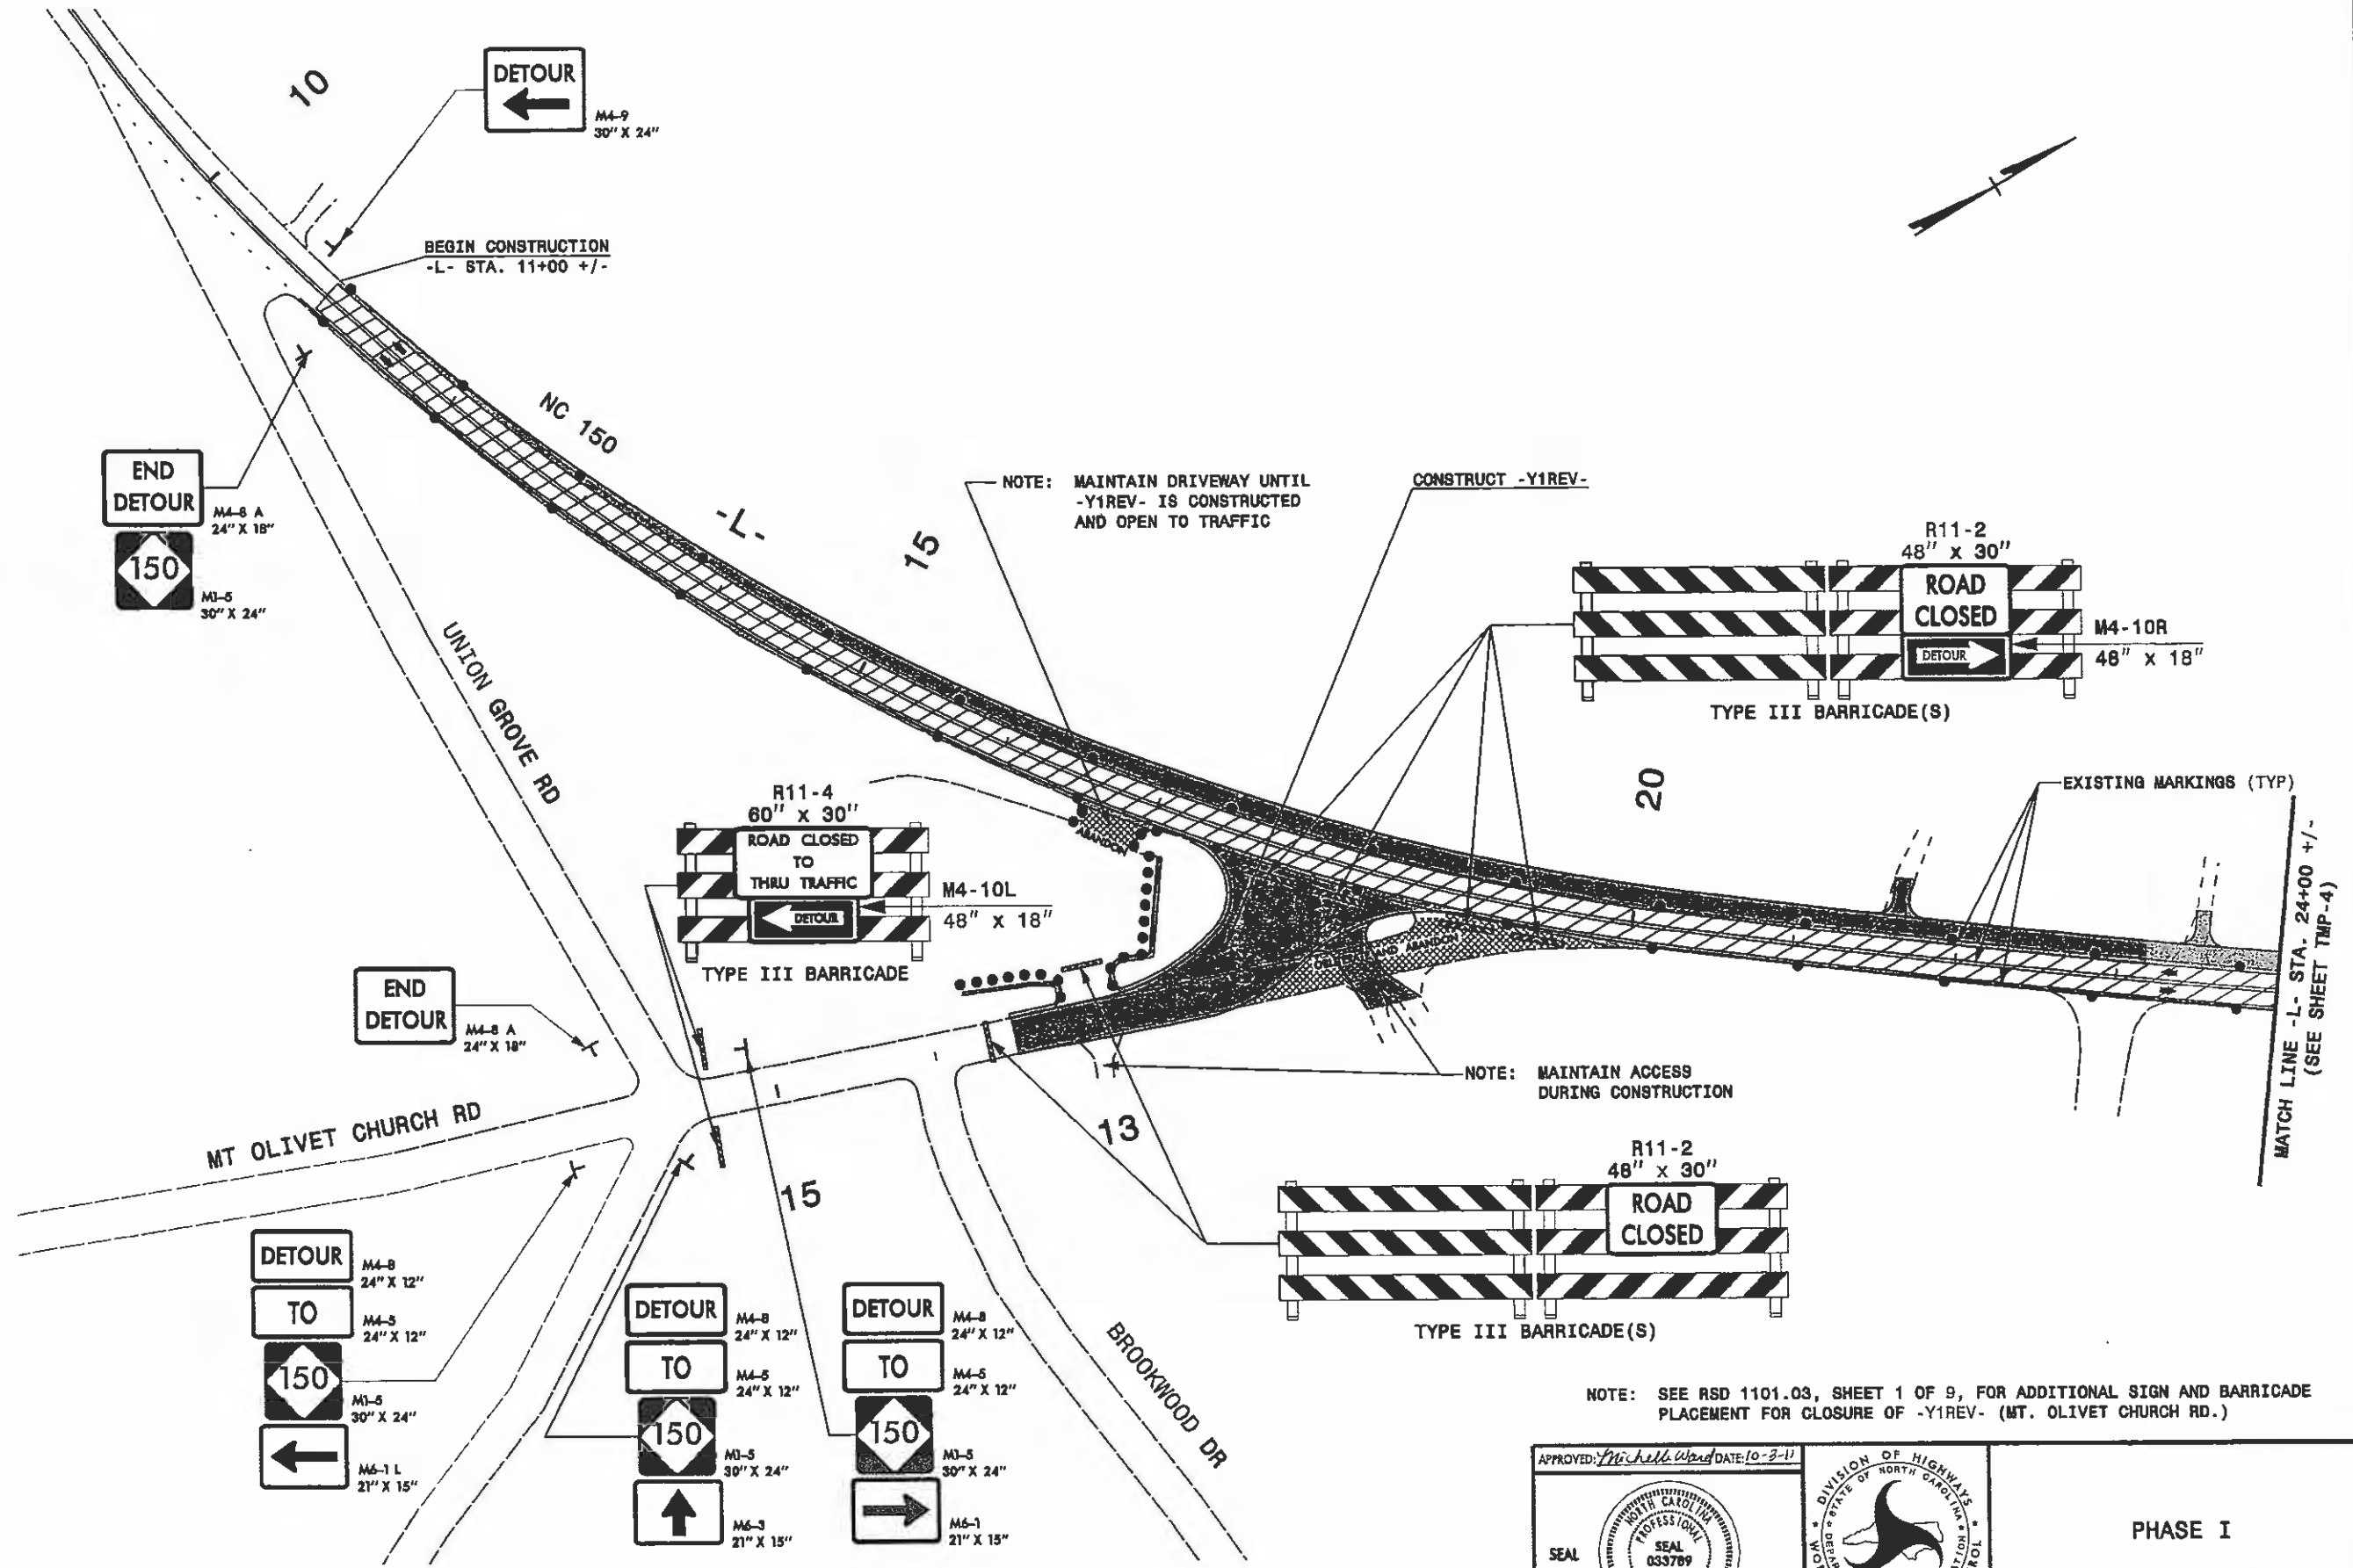 10
DETOUR
M4-9
30" X 24"
BEGIN CONSTRUCTION
-L- STA. 11+00 +/-
END
DETOUR
M4-8 A
24" X 18"
150
M1-5
30" X 24"
NC 150
-L-
15
UNION GROVE RD
NOTE: MAINTAIN DRIVEWAY UNTIL
-Y1REV- IS CONSTRUCTED
AND OPEN TO TRAFFIC
CONSTRUCT -Y1REV-
R11-2
48" X 30"
ROAD
CLOSED
DETOUR
M4-10R
48" X 18"
TYPE III BARRICADE(S)
20
EXISTING MARKINGS (TYP)
R11-4
60" X 30"
ROAD CLOSED
TO
THRU TRAFFIC
DETOUR
M4-10L
48" X 18"
TYPE III BARRICADE
ABANDON
AND ABANDON
MATCH LINE -L- STA. 24+00 +/-
(SEE SHEET TMP-4)
END
DETOUR
M4-8 A
24" X 18"
NOTE: MAINTAIN ACCESS
DURING CONSTRUCTION
MT OLIVET CHURCH RD
13
15
R11-2
48" X 30"
ROAD
CLOSED
TYPE III BARRICADE(S)
DETOUR
M4-8
24" X 12"
TO
M4-5
24" X 12"
150
M1-5
30" X 24"
M6-1 L
21" X 15"
DETOUR
M4-8
24" X 12"
TO
M4-5
24" X 12"
150
M1-5
30" X 24"
M6-3
21" X 15"
DETOUR
M4-8
24" X 12"
TO
M4-5
24" X 12"
150
M1-5
30" X 24"
M6-1
21" X 15"
BROOKWOOD DR
NOTE: SEE RSD 1101.03, SHEET 1 OF 9, FOR ADDITIONAL SIGN AND BARRICADE
PLACEMENT FOR CLOSURE OF -Y1REV- (MT. OLIVET CHURCH RD.)
APPROVED: Michelle Ward DATE: 10-3-11
SEAL
NORTH CAROLINA
PROFESSIONAL
SEAL
033789
DIVISION OF HIGHWAYS
STATE OF NORTH CAROLINA
PHASE I